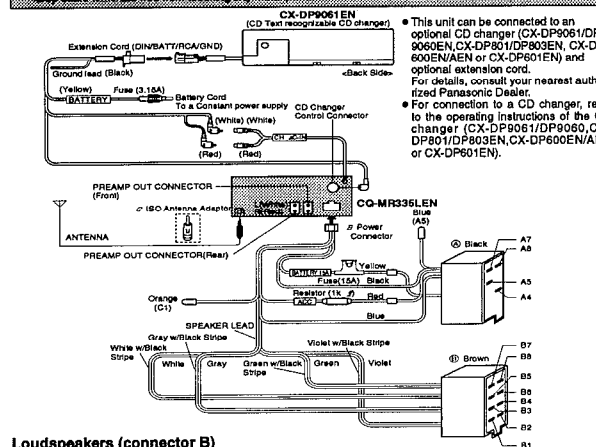 CX-DP9061EN
(CD Text recognizable CD changer)
Extension Cord (DIN/BATT/RCA/GND)
Ground lead (Black)
<Back Side>
(Yellow)
BATTERY
Fuse (3.15A)
Battery Cord
To a Constant power supply
(White) (White)
(Red)
(Red)
CD Changer
Control Connector
● This unit can be connected to an
optional CD changer (CX-DP9061/DP
9060EN,CX-DP801/DP803EN, CX-D
600EN/AEN or CX-DP601EN) and
optional extension cord.
For details, consult your nearest auth
rized Panasonic Dealer.
● For connection to a CD changer, re
to the operating instructions of the
changer (CX-DP9061/DP9060,C
DP801/DP803EN,CX-DP600EN/A
or CX-DP601EN).
PREAMP OUT CONNECTOR
(Front)
CQ-MR335LEN
ISO Antenna Adaptor
ANTENNA
PREAMP OUT CONNECTOR(Rear)
Power
Connector
Blue
(A5)
A Black
A7
A8
A5
A4
BATTERY 15A
Yellow
Fuse(15A)
Black
Orange
(C1)
Resistor (1k
ACC
Red
Blue
SPEAKER LEAD
Gray w/Black Stripe
Violet w/Black Stripe
White w/Black
Stripe
White
Gray
Green w/Black
Stripe
Green
Violet
B Brown
B7
B8
B5
B6
B4
B3
B2
B1
Loudspeakers (connector B)